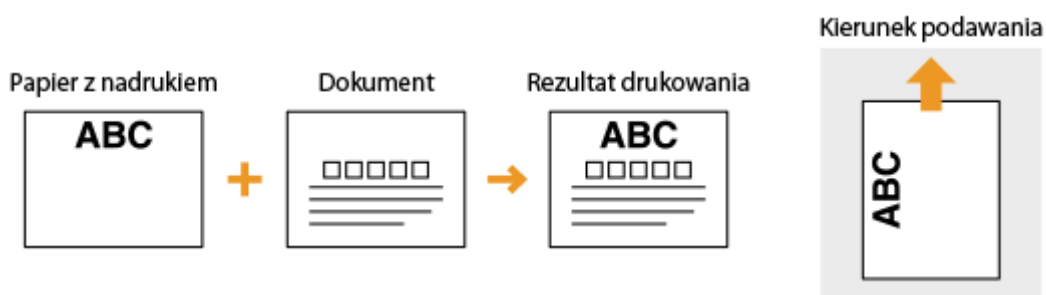 Kierunek podawania
Papier z nadrukiem
Dokument
Rezultat drukowania
ABC
ABC
ABC